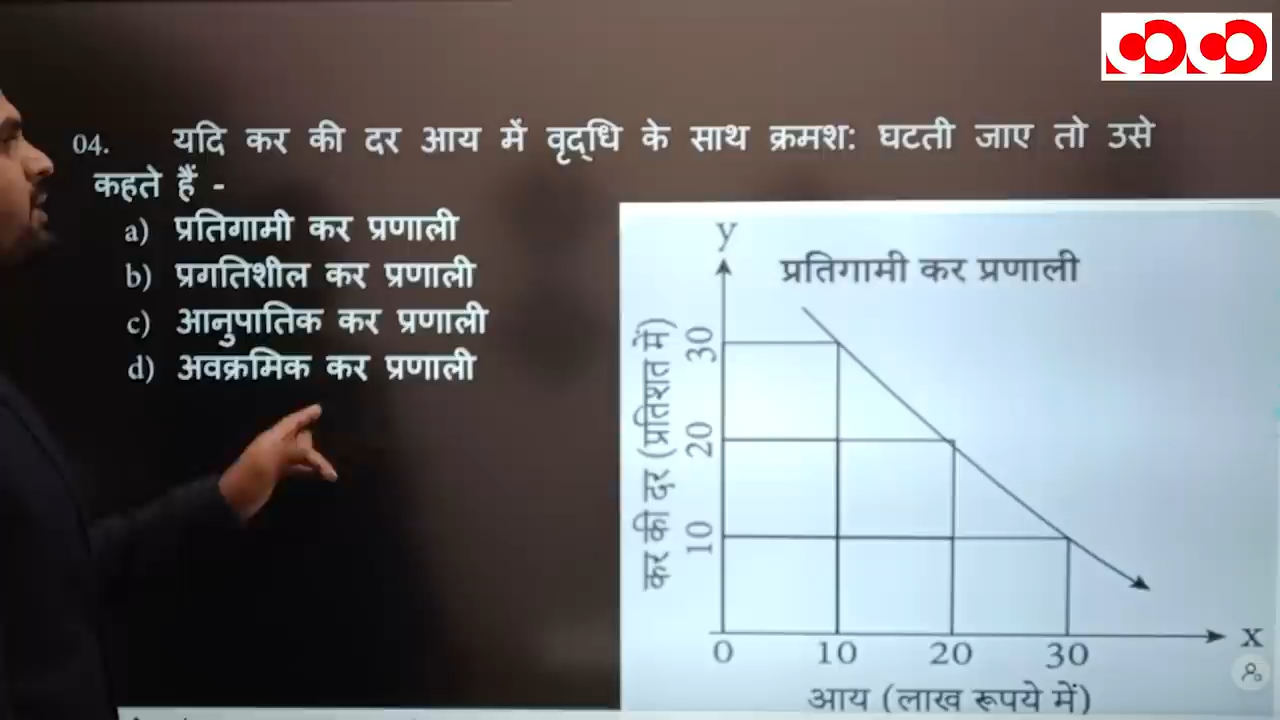 04. यदि कर की दर आय में वृद्धि के साथ क्रमश: घटती जाए तो उसे
कहते हैं -
a) प्रतिगामी कर प्रणाली
b) प्रगतिशील कर प्रणाली
c) आनुपातिक कर प्रणाली
d) अवक्रमिक कर प्रणाली
y
प्रतिगामी कर प्रणाली
कर की दर (प्रतिशत में)
30
20
10
0 10 20 30 x
आय (लाख रूपये में)